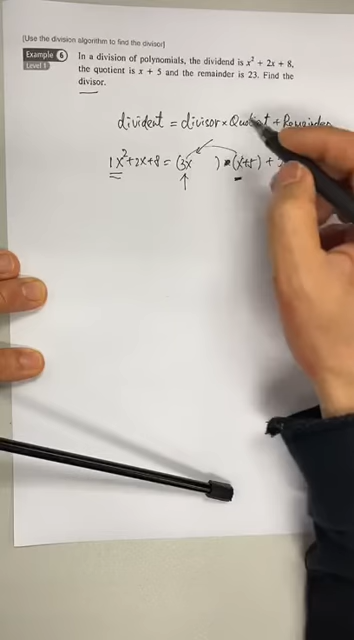 [Use the division algorithm to find the divisor]
Example 6 In a division of polynomials, the dividend is x² + 2x + 8,
Level 1 the quotient is x + 5 and the remainder is 23. Find the
divisor.
divident = divisor × Quotient + Remainder
1x²+2x+8 = (3x ) • (x+5) +